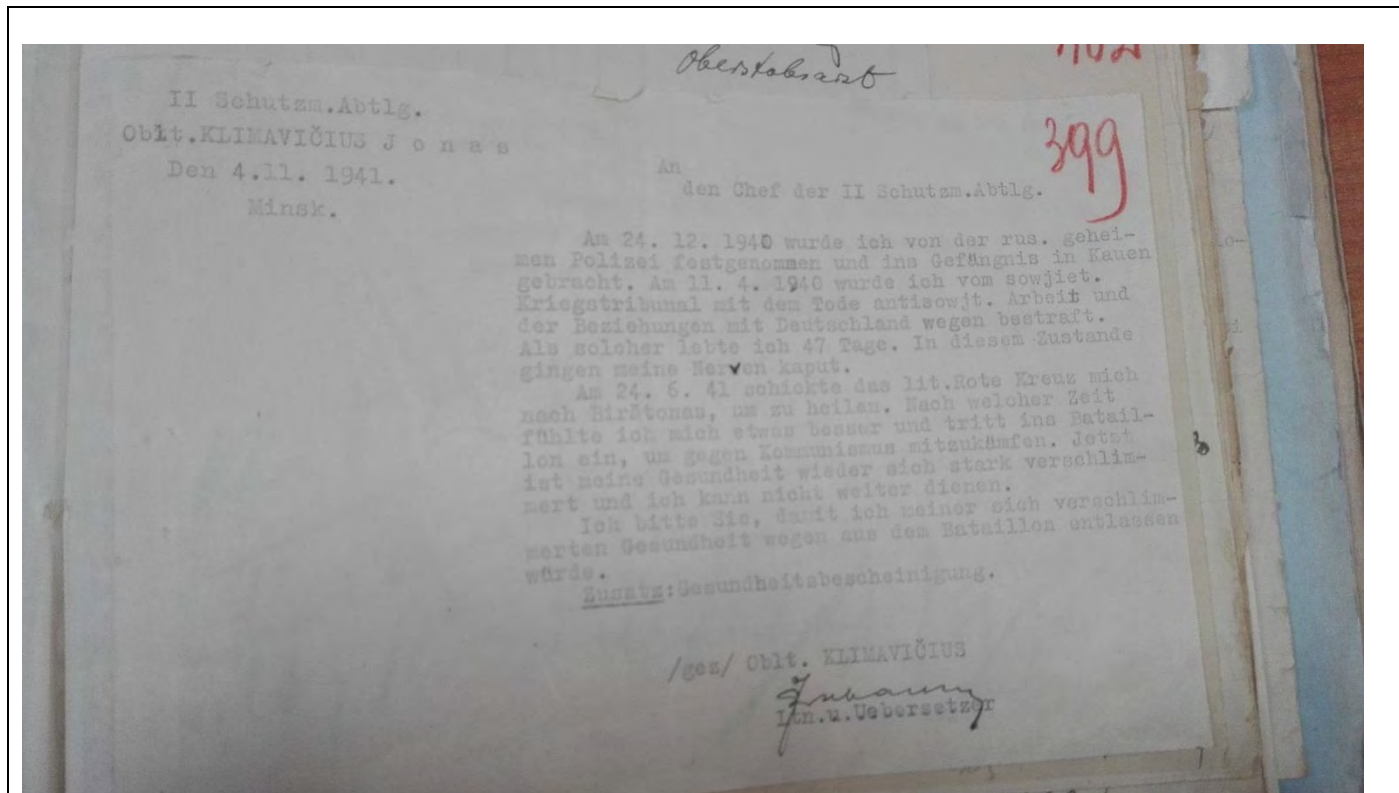 Oberstabsarzt
II Schutzm.Abtlg.
Oblt.KLIMAVIČIUS J o n a s
Den 4.11. 1941.
Minsk.
399
An
den Chef der II Schutzm.Abtlg.
Am 24. 12. 1940 wurde ich von der rus. gehei-
men Polizei festgenommen und ins Gefängnis in Kauen
gebracht. Am 11. 4. 1940 wurde ich vom sowjiet.
Kriegstribunal mit dem Tode antisowjt. Arbeit und
der Beziehungen mit Deutschland wegen bestraft.
Als solcher lebte ich 47 Tage. In diesem Zustande
gingen meine Nerven kaput.
Am 24. 6. 41 schickte das lit.Rote Kreuz mich
nach Birštonas, um zu heilen. Nach welcher Zeit
fühlte ich mich etwas besser und tritt ins Batail-
lon ein, um gegen Kommunismus mitzukämfen. Jetzt
ist meine Gesundheit wieder sich stark verschlim-
mert und ich kann nicht weiter dienen.
Ich bitte Sie, damit ich meiner sich verschlim-
merten Gesundheit wegen aus dem Bataillon entlassen
würde.
Zusatz:Gesundheitsbescheinigung.
/gez/ Oblt. KLIMAVIČIUS
Ltn.u.Uebersetzer